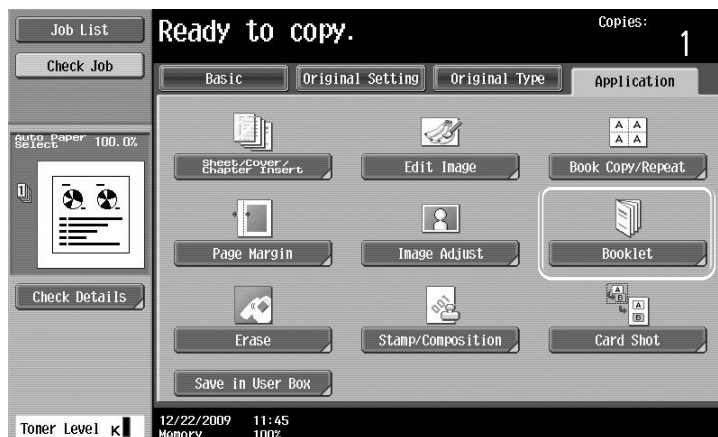 Job List
Ready to copy.
Copies:
1
Check Job
Basic
Original Setting
Original Type
Application
Auto Paper
Select
100.0%
1
Sheet/Cover/
Chapter Insert
Edit Image
A A
A A
Book Copy/Repeat
Page Margin
Image Adjust
Booklet
Check Details
Erase
001
Stamp/Composition
A
B
A
B
Card Shot
Save in User Box
Toner Level K
12/22/2009 11:45
Memory 100%